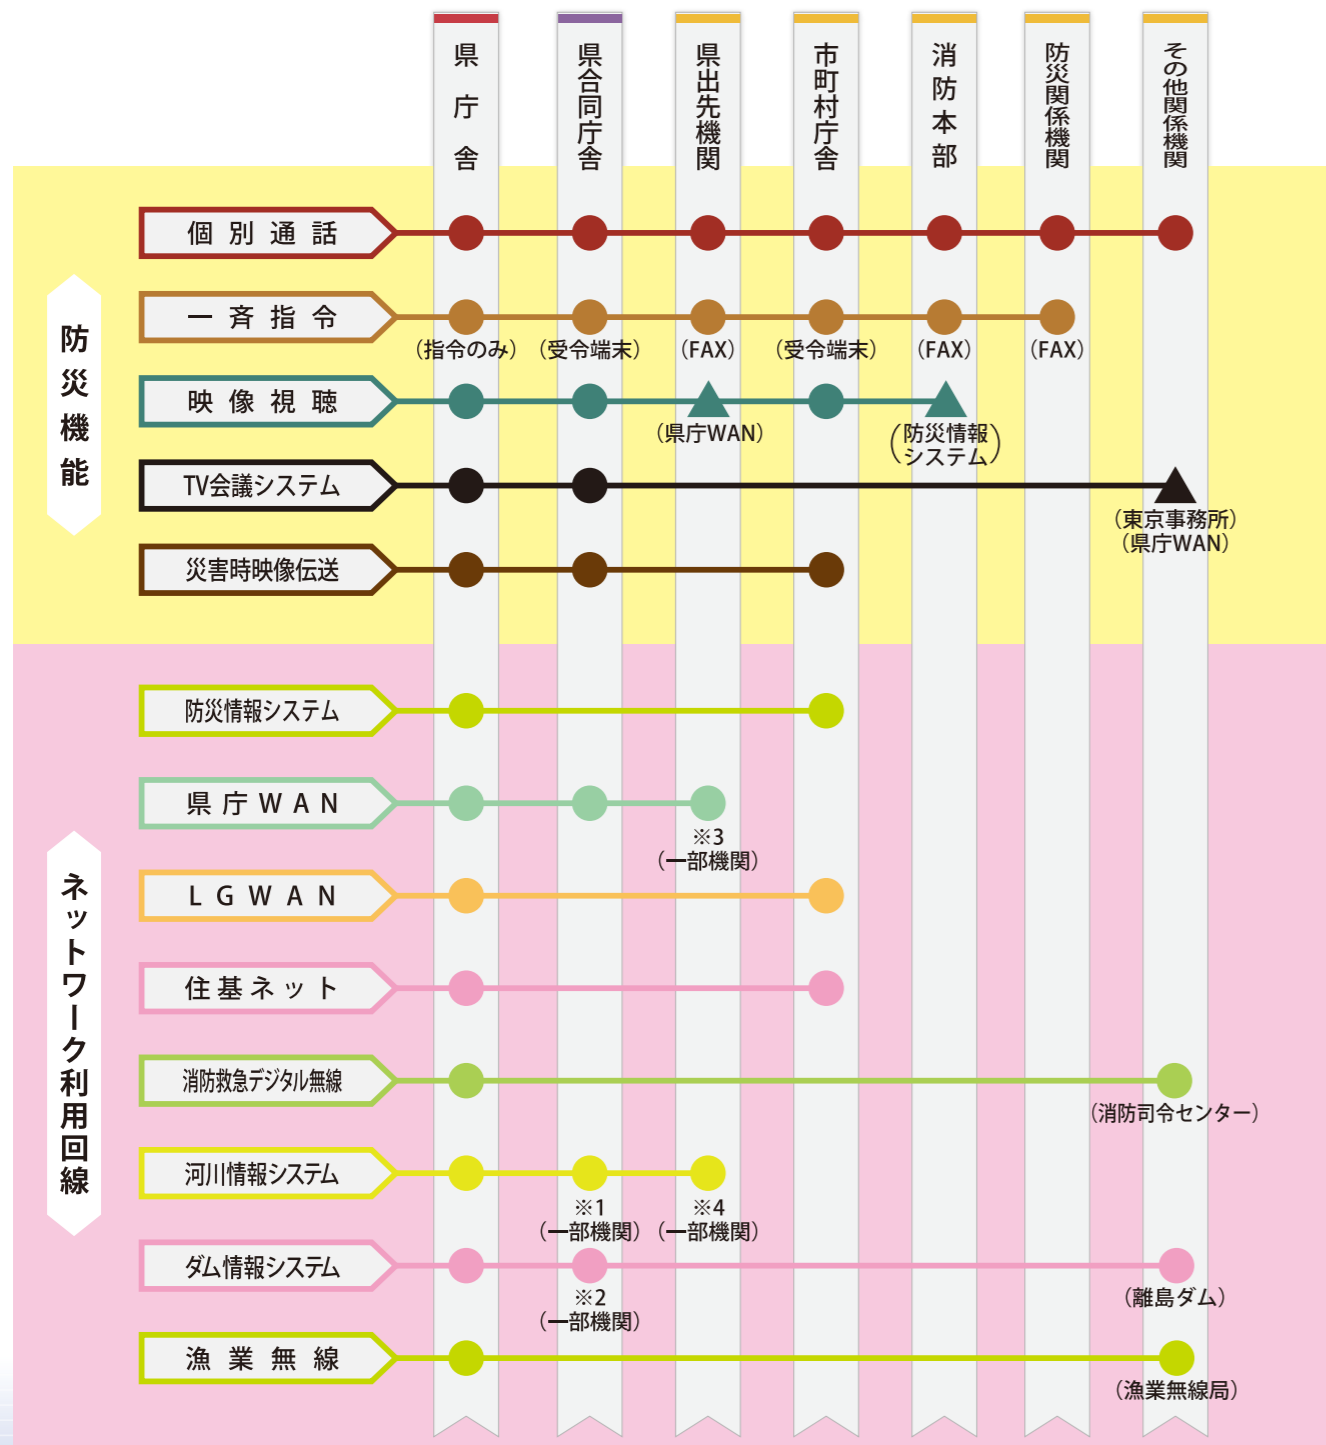 県庁舎
県合同庁舎
県出先機関
市町村庁舎
消防本部
防災関係機関
その他関係機関
防災機能
個別通話
一斉指令
(指令のみ)
(受令端末)
(FAX)
(受令端末)
(FAX)
(FAX)
映像視聴
(県庁WAN)
(防災情報
システム)
TV会議システム
(東京事務所)
(県庁WAN)
災害時映像伝送
ネットワーク利用回線
防災情報システム
県庁WAN
※3
(一部機関)
LGWAN
住基ネット
消防救急デジタル無線
(消防司令センター)
河川情報システム
※1
(一部機関)
※4
(一部機関)
ダム情報システム
※2
(一部機関)
(離島ダム)
漁業無線
(漁業無線局)